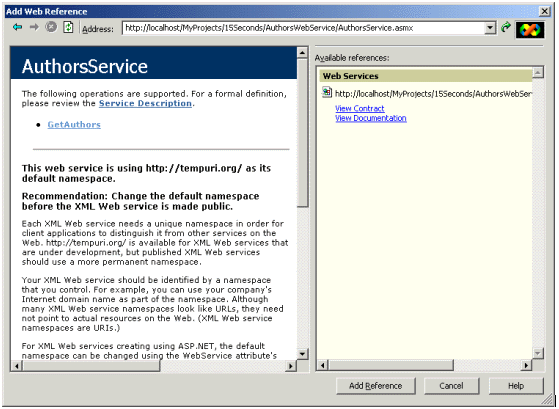 Add Web Reference
Address: http://localhost/MyProjects/15Seconds/AuthorsWebService/AuthorsService.asmx
AuthorsService
The following operations are supported. For a formal definition,
please review the Service Description.
• GetAuthors
This web service is using http://tempuri.org/ as its
default namespace.
Recommendation: Change the default namespace
before the XML Web service is made public.
Each XML Web service needs a unique namespace in order for
client applications to distinguish it from other services on the
Web. http://tempuri.org/ is available for XML Web services that
are under development, but published XML Web services
should use a more permanent namespace.
Your XML Web service should be identified by a namespace
that you control. For example, you can use your company's
Internet domain name as part of the namespace. Although
many XML Web service namespaces look like URLs, they need
not point to actual resources on the Web. (XML Web service
namespaces are URIs.)
For XML Web services creating using ASP.NET, the default
namespace can be changed using the WebService attribute's
Available references:
Web Services
http://localhost/MyProjects/15Seconds/AuthorsWebSer
View Contract
View Documentation
Add Reference
Cancel
Help